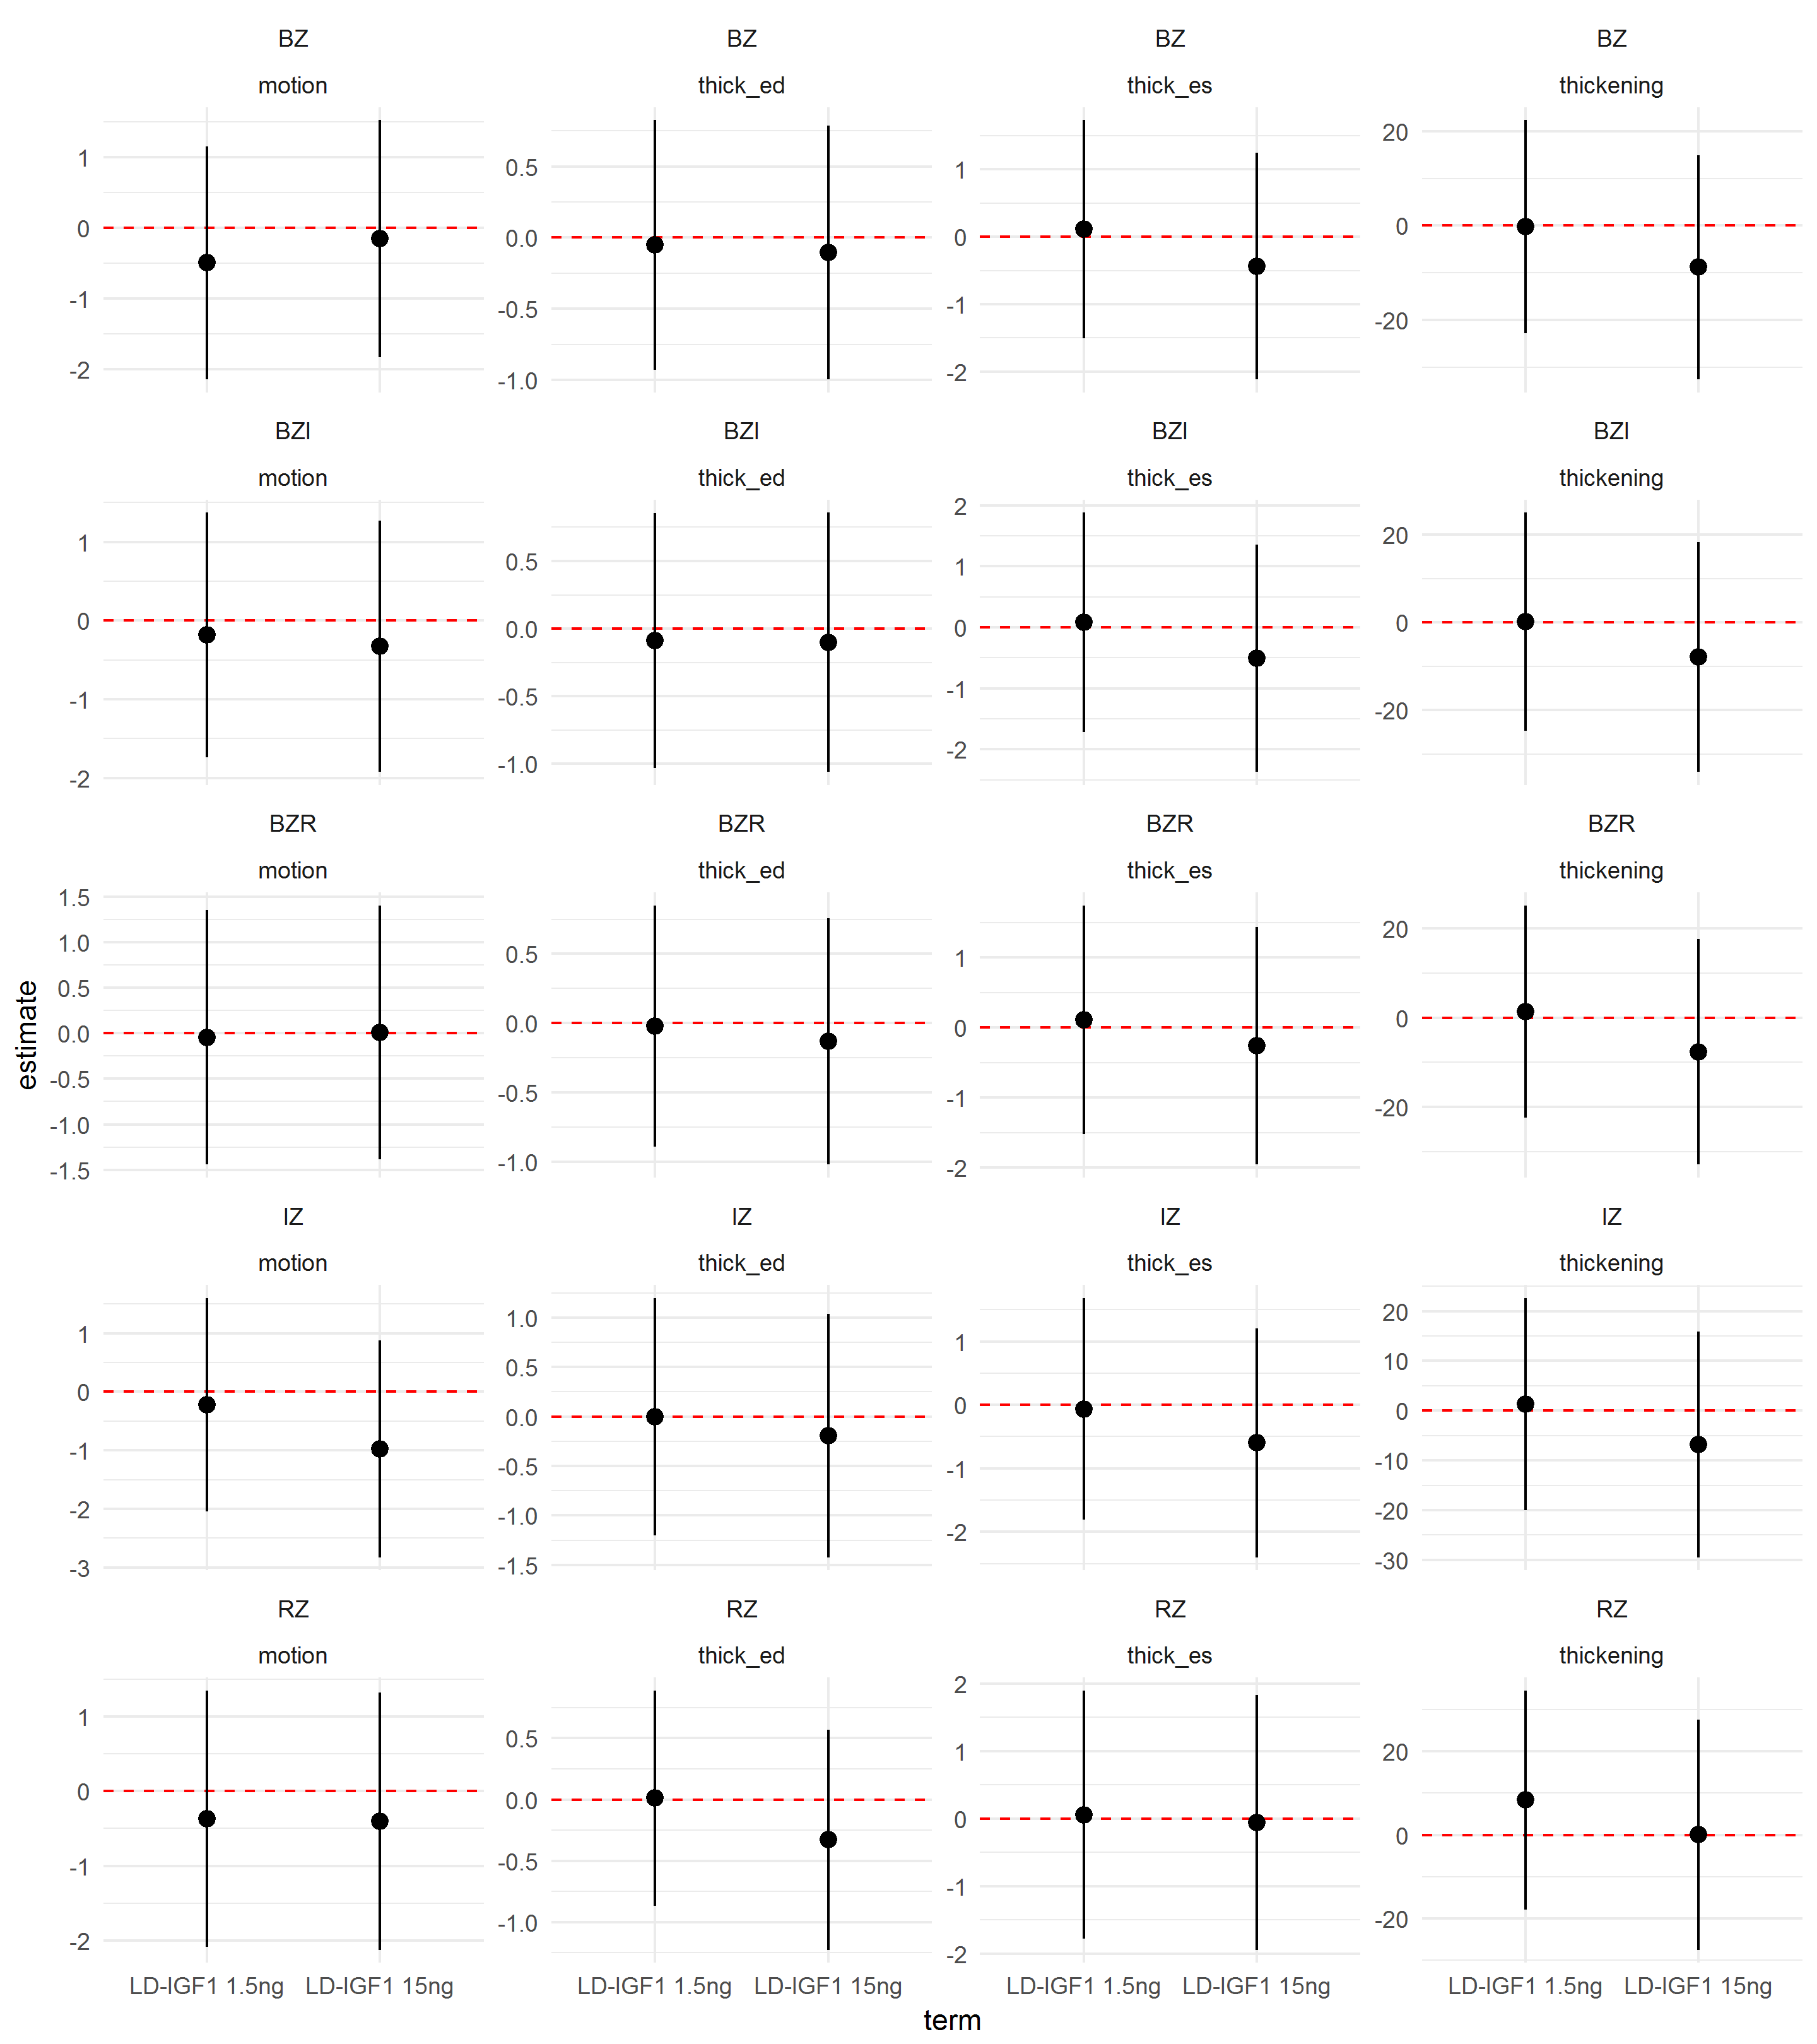 BZ BZ BZ BZ
motion thick_ed thick_es thickening
1 0 -1 -2
0.5 0.0 -0.5 -1.0
1 0 -1 -2
20 0 -20
BZI BZI BZI BZI
motion thick_ed thick_es thickening
1 0 -1 -2
0.5 0.0 -0.5 -1.0
2 1 0 -1 -2
20 0 -20
BZR BZR BZR BZR
motion thick_ed thick_es thickening
1.5 1.0 0.5 0.0 -0.5 -1.0 -1.5
0.5 0.0 -0.5 -1.0
1 0 -1 -2
20 0 -20
IZ IZ IZ IZ
motion thick_ed thick_es thickening
1 0 -1 -2 -3
1.0 0.5 0.0 -0.5 -1.0 -1.5
1 0 -1 -2
20 10 0 -10 -20 -30
RZ RZ RZ RZ
motion thick_ed thick_es thickening
1 0 -1 -2
0.5 0.0 -0.5 -1.0
2 1 0 -1 -2
20 0 -20
LD-IGF1 1.5ng LD-IGF1 15ng LD-IGF1 1.5ng LD-IGF1 15ng LD-IGF1 1.5ng LD-IGF1 15ng LD-IGF1 1.5ng LD-IGF1 15ng
term
estimate